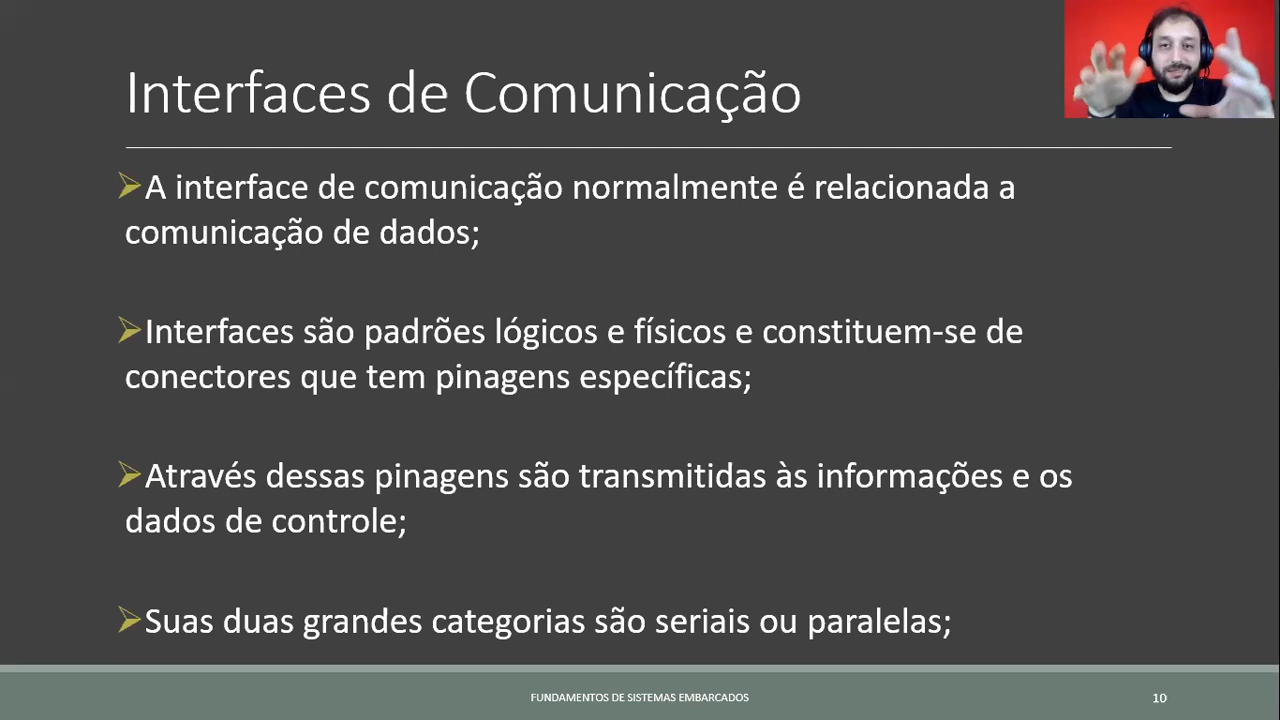 Interfaces de Comunicação
A interface de comunicação normalmente é relacionada a
comunicação de dados;
Interfaces são padrões lógicos e físicos e constituem-se de
conectores que tem pinagens específicas;
Através dessas pinagens são transmitidas às informações e os
dados de controle;
Suas duas grandes categorias são seriais ou paralelas;
FUNDAMENTOS DE SISTEMAS EMBARCADOS
10